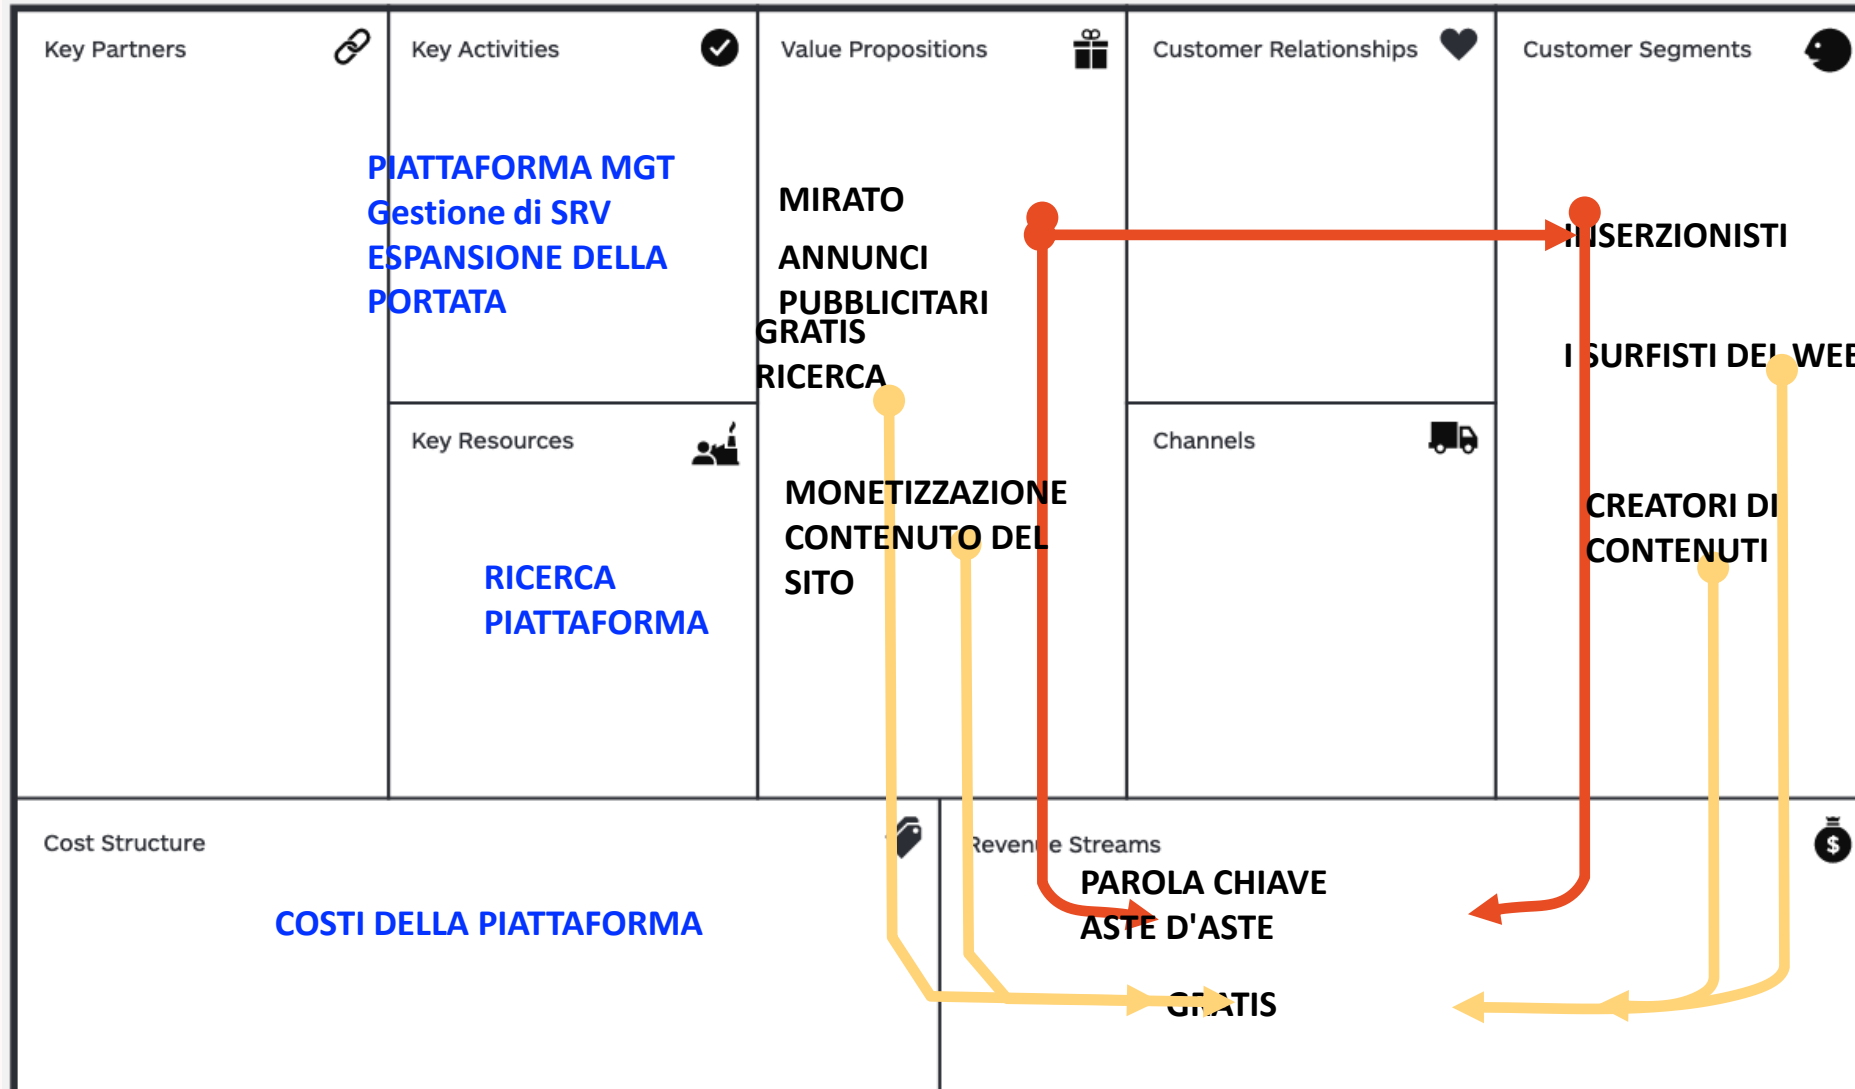 Key Partners
Key Activities
PIATTAFORMA MGT
Gestione di SRV
ESPANSIONE DELLA
PORTATA
Key Resources
RICERCA
PIATTAFORMA
Value Propositions
MIRATO
ANNUNCI
PUBBLICITARI
GRATIS
RICERCA
MONETIZZAZIONE
CONTENUTO DEL
SITO
Customer Relationships
Channels
Customer Segments
INSERZIONISTI
I SURFISTI DEL WEB
CREATORI DI
CONTENUTI
Cost Structure
COSTI DELLA PIATTAFORMA
Revenue Streams
PAROLA CHIAVE
ASTE D'ASTE
GRATIS